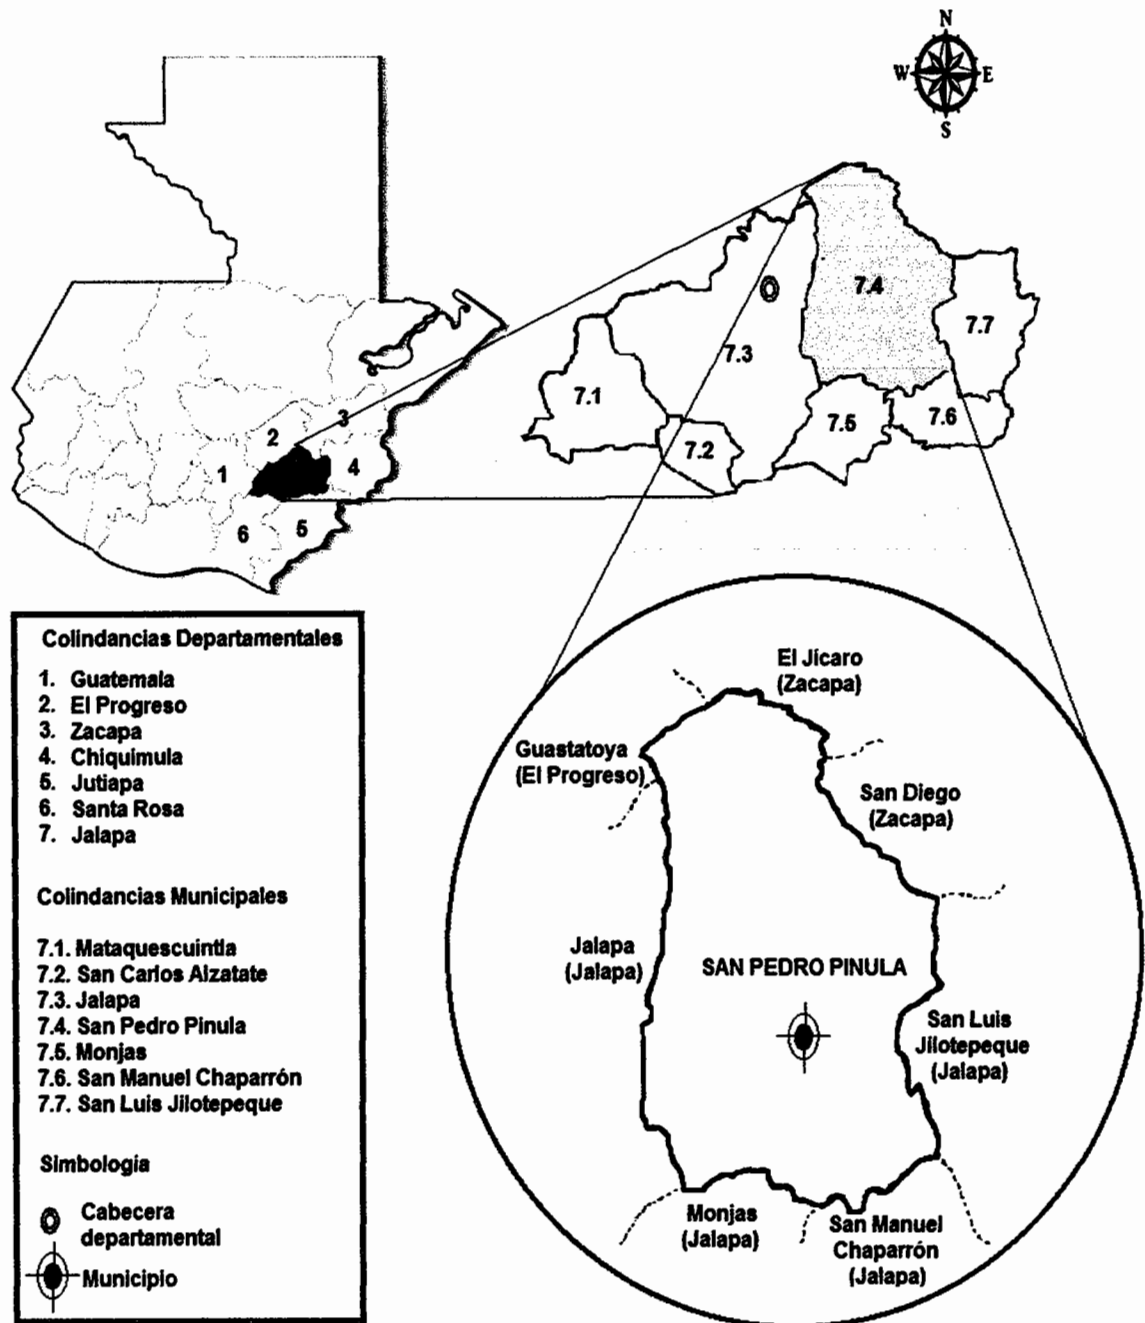 N
W E
S
7.4
7.7
7.3
7.1
7.6
7.5
7.2
3
2
1
4
6
5
Colindancias Departamentales
1. Guatemala
2. El Progreso
3. Zacapa
4. Chiquimula
5. Jutiapa
6. Santa Rosa
7. Jalapa
Colindancias Municipales
7.1. Mataquescuintla
7.2. San Carlos Alzatate
7.3. Jalapa
7.4. San Pedro Pinula
7.5. Monjas
7.6. San Manuel Chaparrón
7.7. San Luis Jilotepeque
Simbología
Cabecera
departamental
Municipio
El Jícaro
(Zacapa)
Guastatoya
(El Progreso)
San Diego
(Zacapa)
Jalapa
(Jalapa)
SAN PEDRO PINULA
San Luis
Jilotepeque
(Jalapa)
Monjas
(Jalapa)
San Manuel
Chaparrón
(Jalapa)